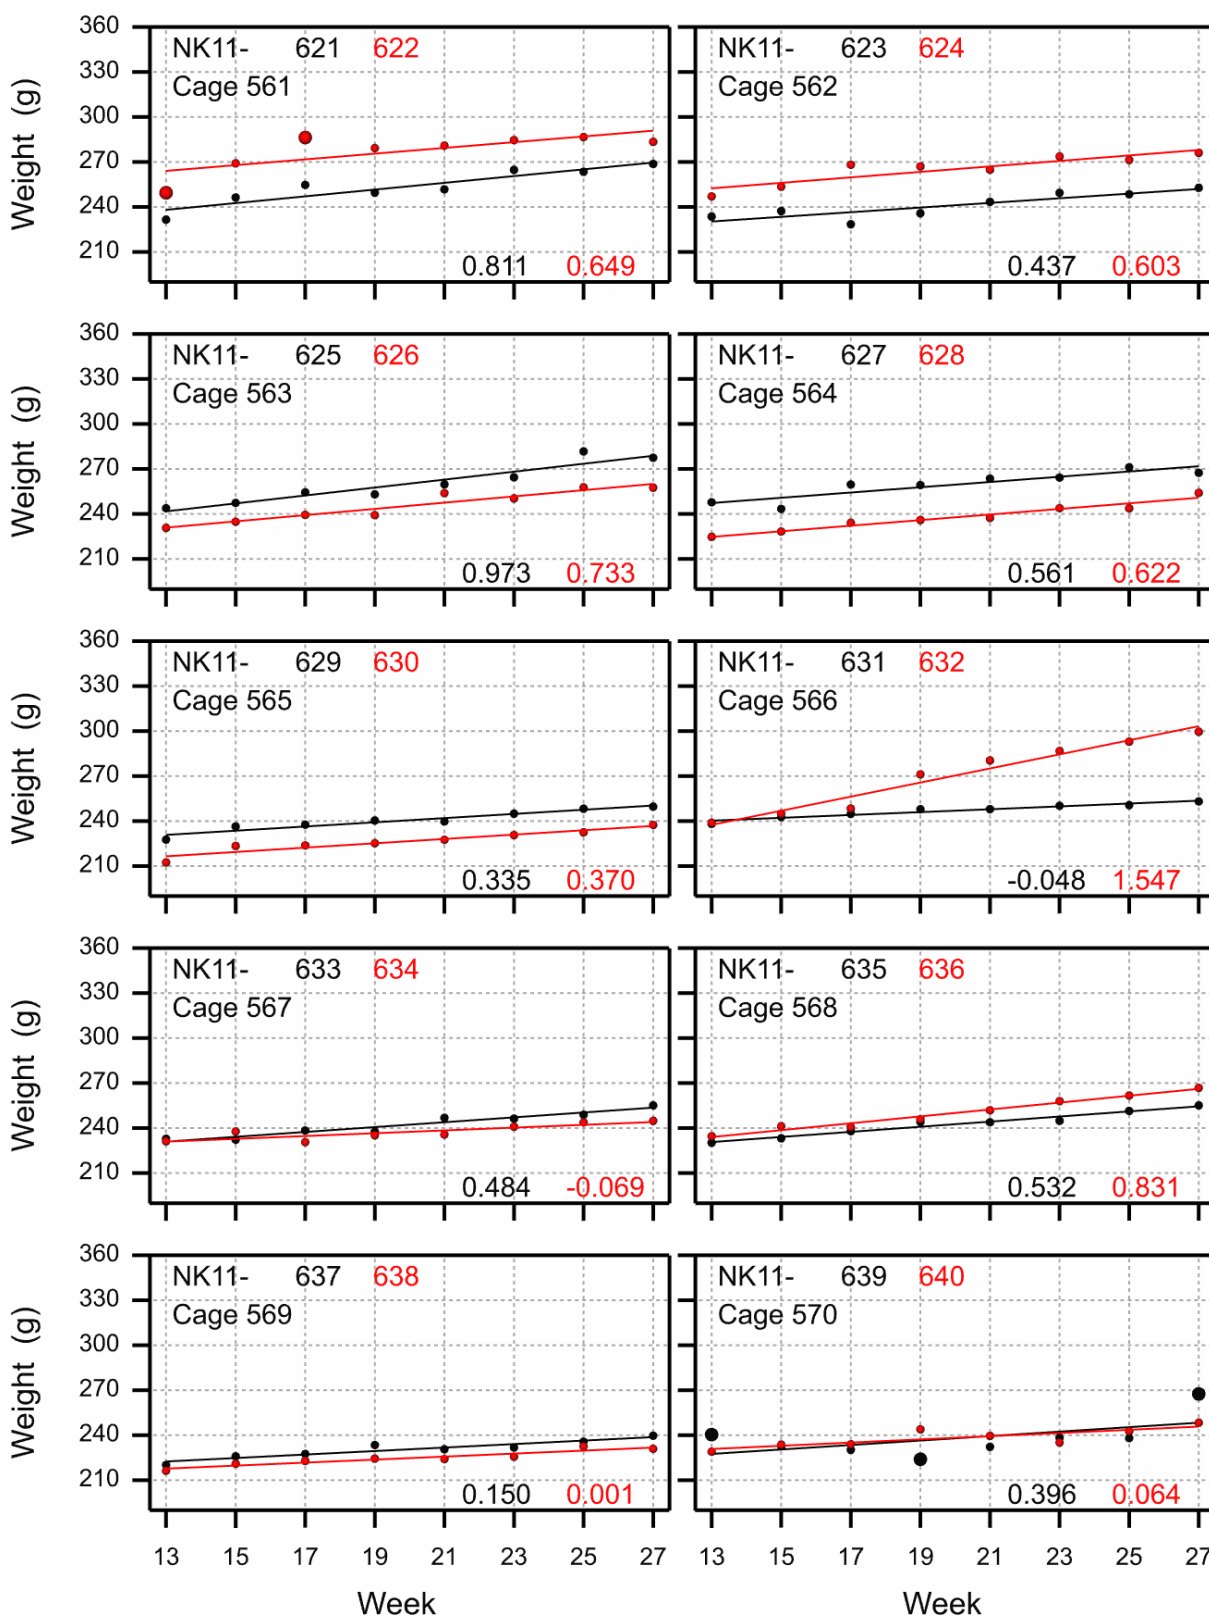 360
330
300
270
240
210
Weight (g)
NK11- 621 622
Cage 561
0.811 0.649
NK11- 623 624
Cage 562
0.437 0.603
360
330
300
270
240
210
Weight (g)
NK11- 625 626
Cage 563
0.973 0.733
NK11- 627 628
Cage 564
0.561 0.622
360
330
300
270
240
210
Weight (g)
NK11- 629 630
Cage 565
0.335 0.370
NK11- 631 632
Cage 566
-0.048 1.547
360
330
300
270
240
210
Weight (g)
NK11- 633 634
Cage 567
0.484 -0.069
NK11- 635 636
Cage 568
0.532 0.831
360
330
300
270
240
210
Weight (g)
NK11- 637 638
Cage 569
0.150 0.001
NK11- 639 640
Cage 570
0.396 0.064
13 15 17 19 21 23 25 27
13 15 17 19 21 23 25 27
Week
Week